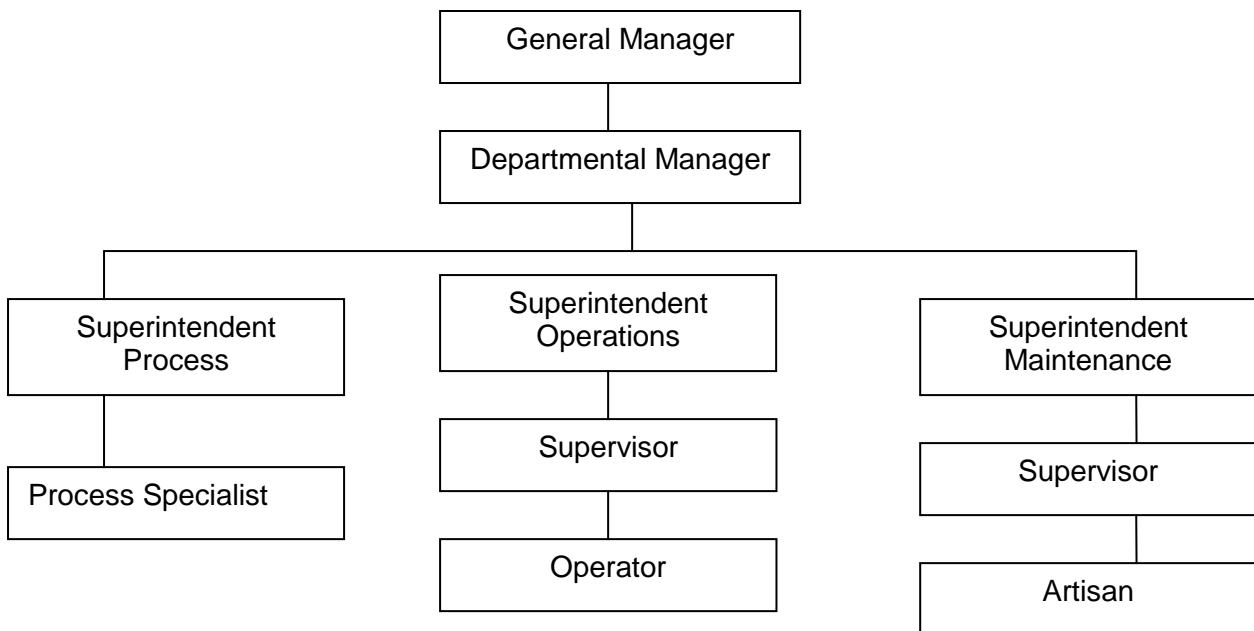 General Manager
Departmental Manager
Superintendent
Process
Superintendent
Operations
Superintendent
Maintenance
Process Specialist
Supervisor
Supervisor
Operator
Artisan